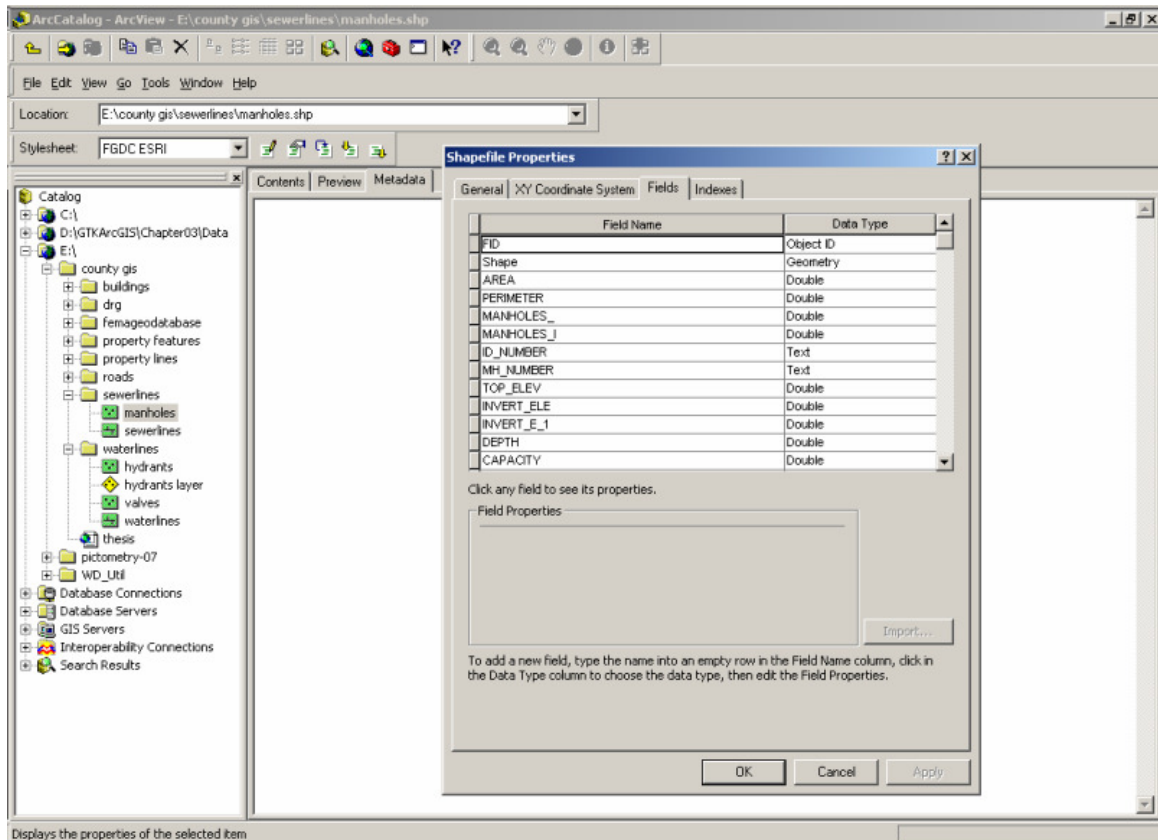 ArcCatalog - ArcView - E:\county gis\sewerlines\manholes.shp
File Edit View Go Tools Window Help
Location: E:\county gis\sewerlines\manholes.shp
Stylesheet: FGDC ESRI
Contents Preview Metadata
Catalog
C:\
D:\GTKArcGIS\Chapter03\Data
E:\
county gis
buildings
drg
femageodatabase
property features
property lines
roads
sewerlines
manholes
sewerlines
waterlines
hydrants
hydrants layer
valves
waterlines
thesis
pictometry-07
WD_Util
Database Connections
Database Servers
GIS Servers
Interoperability Connections
Search Results
Shapefile Properties
General XY Coordinate System Fields Indexes
Field Name Data Type
FID Object ID
Shape Geometry
AREA Double
PERIMETER Double
MANHOLES_ Double
MANHOLES_I Double
ID_NUMBER Text
MH_NUMBER Text
TOP_ELEV Double
INVERT_ELE Double
INVERT_E_1 Double
DEPTH Double
CAPACITY Double
Click any field to see its properties.
Field Properties
Import...
To add a new field, type the name into an empty row in the Field Name column, click in
the Data Type column to choose the data type, then edit the Field Properties.
OK Cancel Apply
Displays the properties of the selected item